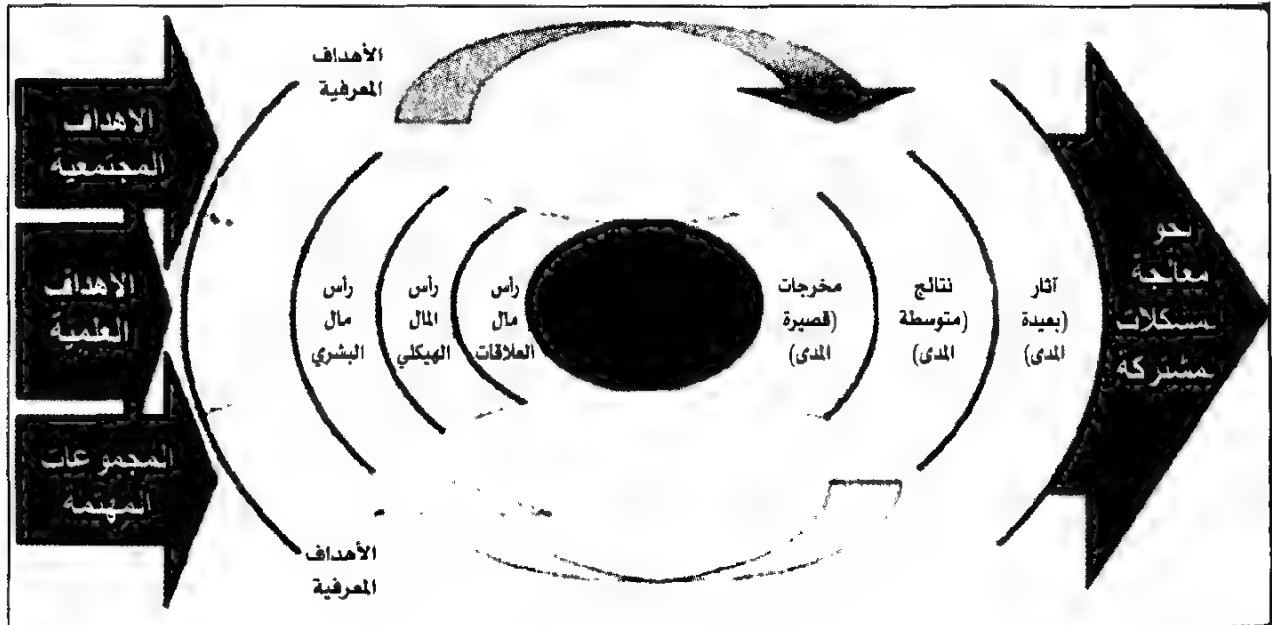 الأهداف
المعرفية
الاهداف
المجتمعية
الاهداف
العلمية
المجموعات
المهتمة
رأس
مال
البشري
رأس
المال
الهيكلي
رأس
مال
العلاقات
مخرجات
(قصيرة
المدى)
نتائج
(متوسطة
المدى)
آثار
(بعيدة
المدى)
نحو
معالجة
مشكلات
مشتركة
الأهداف
المعرفية